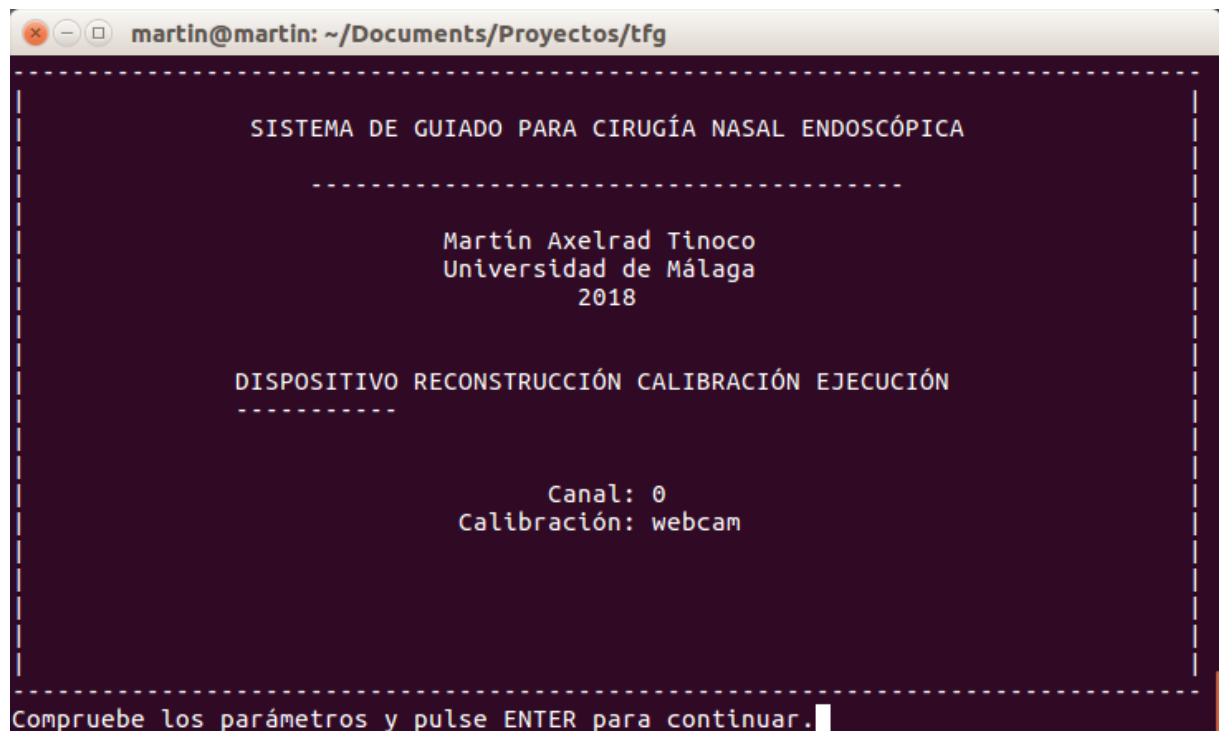 martin@martin: ~/Documents/Proyectos/tfg
SISTEMA DE GUIADO PARA CIRUGÍA NASAL ENDOSCÓPICA
Martín Axelrad Tinoco
Universidad de Málaga
2018
DISPOSITIVO RECONSTRUCCIÓN CALIBRACIÓN EJECUCIÓN
Canal: 0
Calibración: webcam
Compruebe los parámetros y pulse ENTER para continuar.